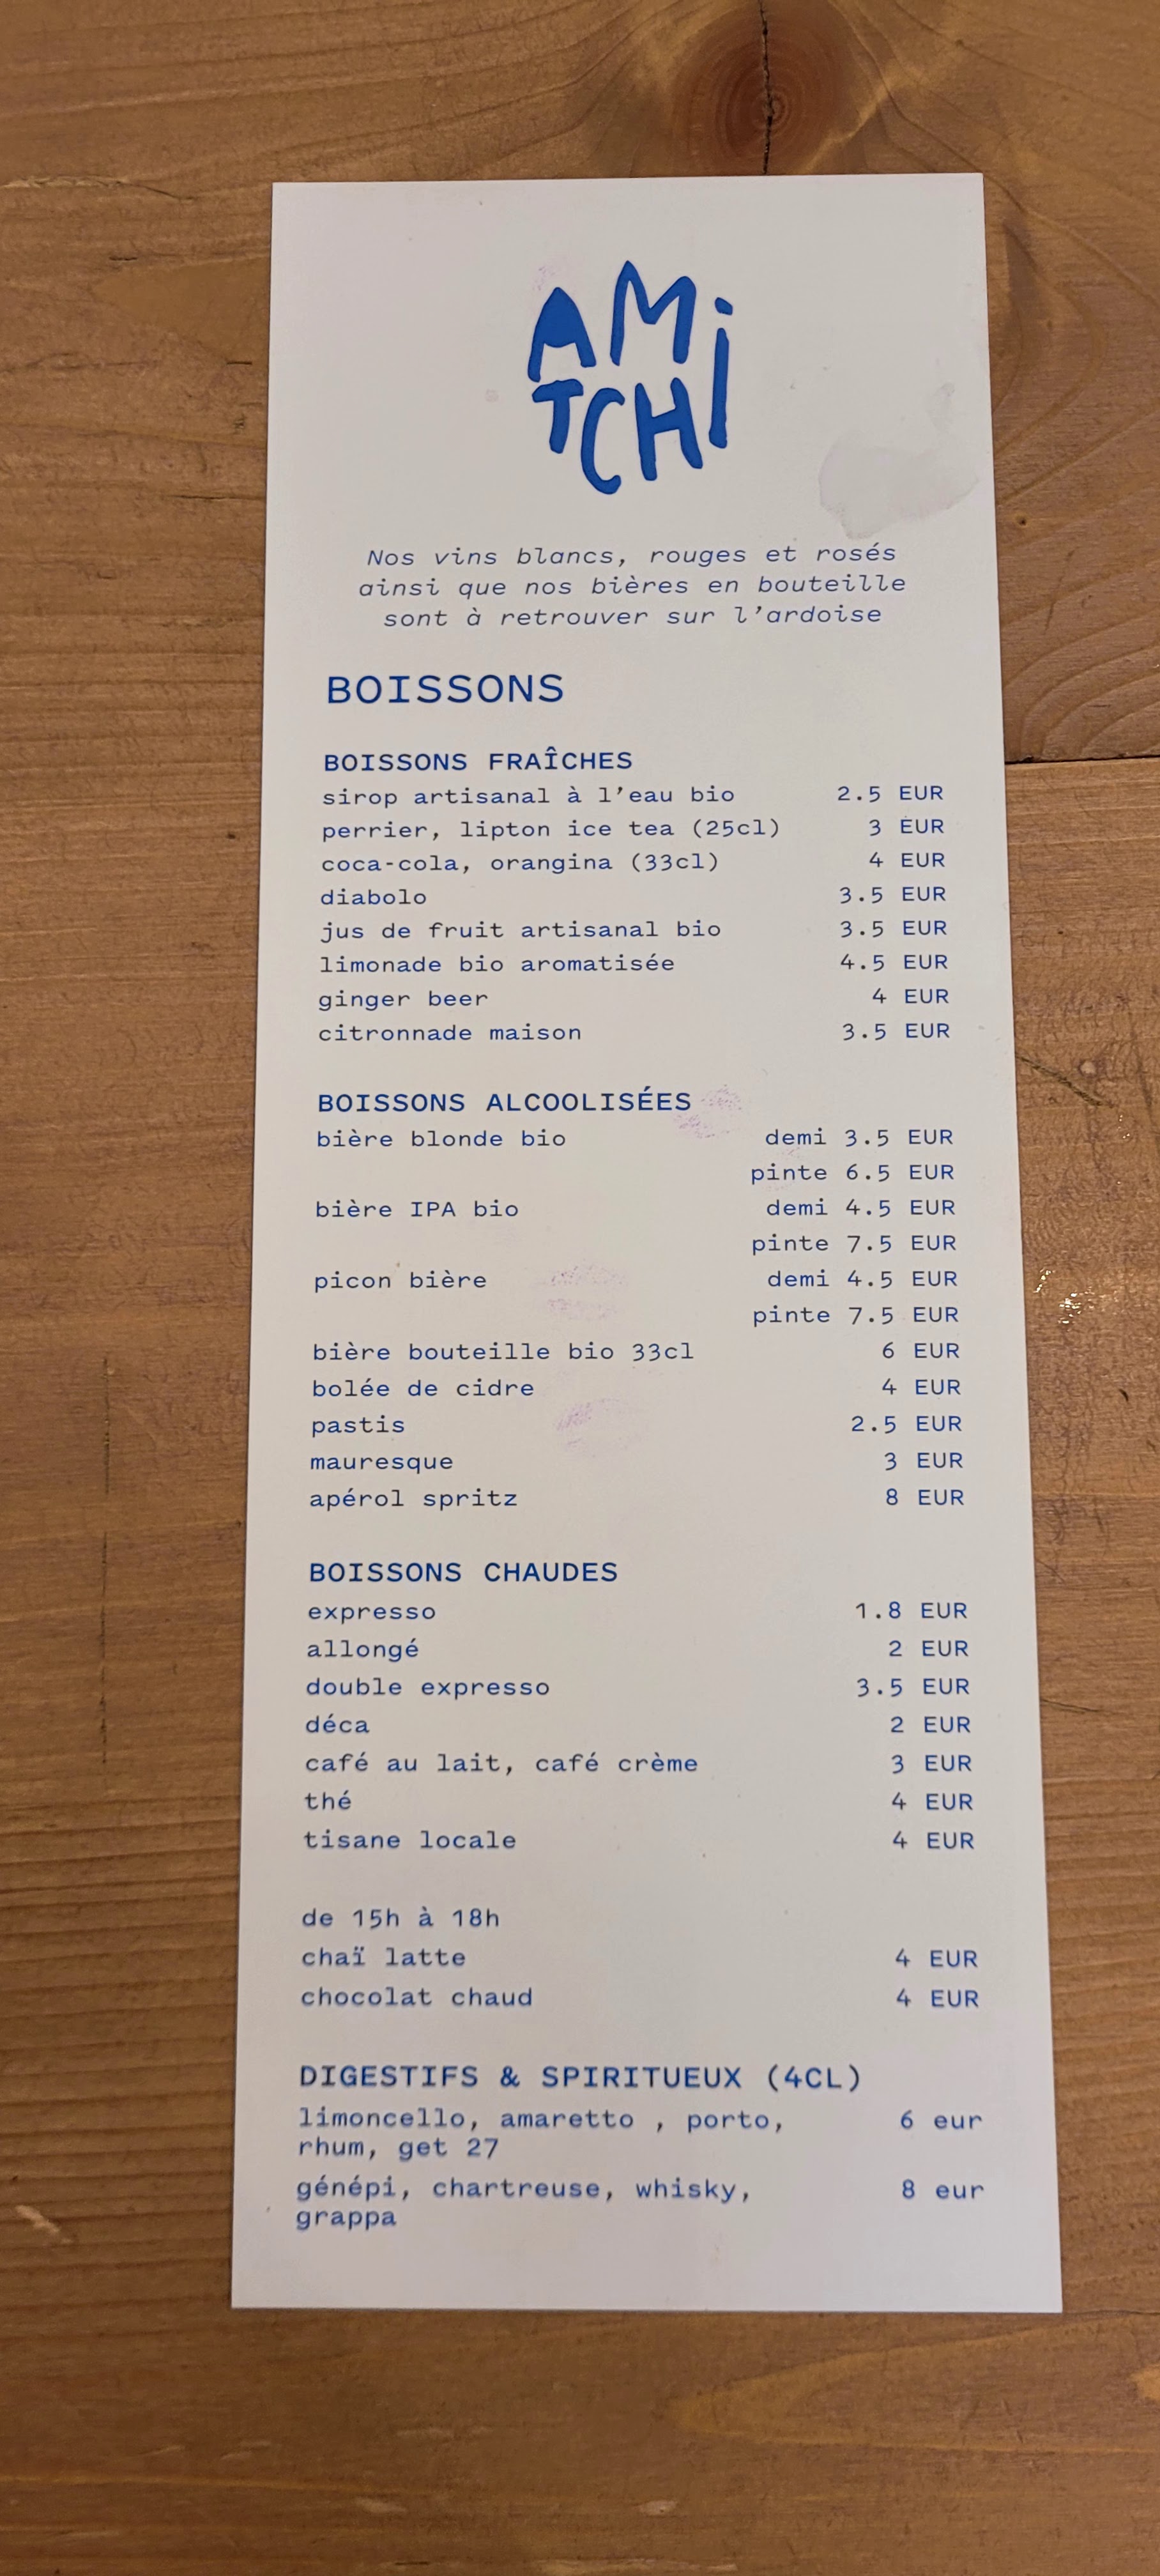 AMi
TCHI
Nos vins blancs, rouges et rosés
ainsi que nos bières en bouteille
sont à retrouver sur l'ardoise
BOISSONS
BOISSONS FRAÎCHES
sirop artisanal à l'eau bio 2.5 EUR
perrier, lipton ice tea (25cl) 3 EUR
coca-cola, orangina (33cl) 4 EUR
diabolo 3.5 EUR
jus de fruit artisanal bio 3.5 EUR
limonade bio aromatisée 4.5 EUR
ginger beer 4 EUR
citronnade maison 3.5 EUR
BOISSONS ALCOOLISÉES
bière blonde bio demi 3.5 EUR
pinte 6.5 EUR
bière IPA bio demi 4.5 EUR
pinte 7.5 EUR
picon bière demi 4.5 EUR
pinte 7.5 EUR
bière bouteille bio 33cl 6 EUR
bolée de cidre 4 EUR
pastis 2.5 EUR
mauresque 3 EUR
apérol spritz 8 EUR
BOISSONS CHAUDES
expresso 1.8 EUR
allongé 2 EUR
double expresso 3.5 EUR
déca 2 EUR
café au lait, café crème 3 EUR
thé 4 EUR
tisane locale 4 EUR
de 15h à 18h
chaï latte 4 EUR
chocolat chaud 4 EUR
DIGESTIFS & SPIRITUEUX (4CL)
limoncello, amaretto , porto, 6 eur
rhum, get 27
génépi, chartreuse, whisky, 8 eur
grappa